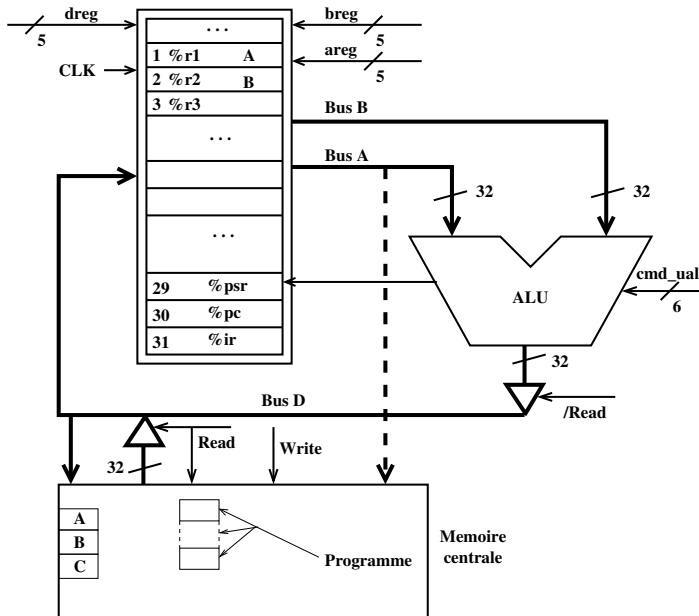 dreg
5
CLK
. . .
1 %r1 A
2 %r2 B
3 %r3
. . .
. . .
29 %psr
30 %pc
31 %ir
breg
5
areg
5
Bus B
Bus A
32
32
ALU
cmd_ual
6
32
/Read
Bus D
Read
Write
32
A
B
C
Programme
Memoire
centrale